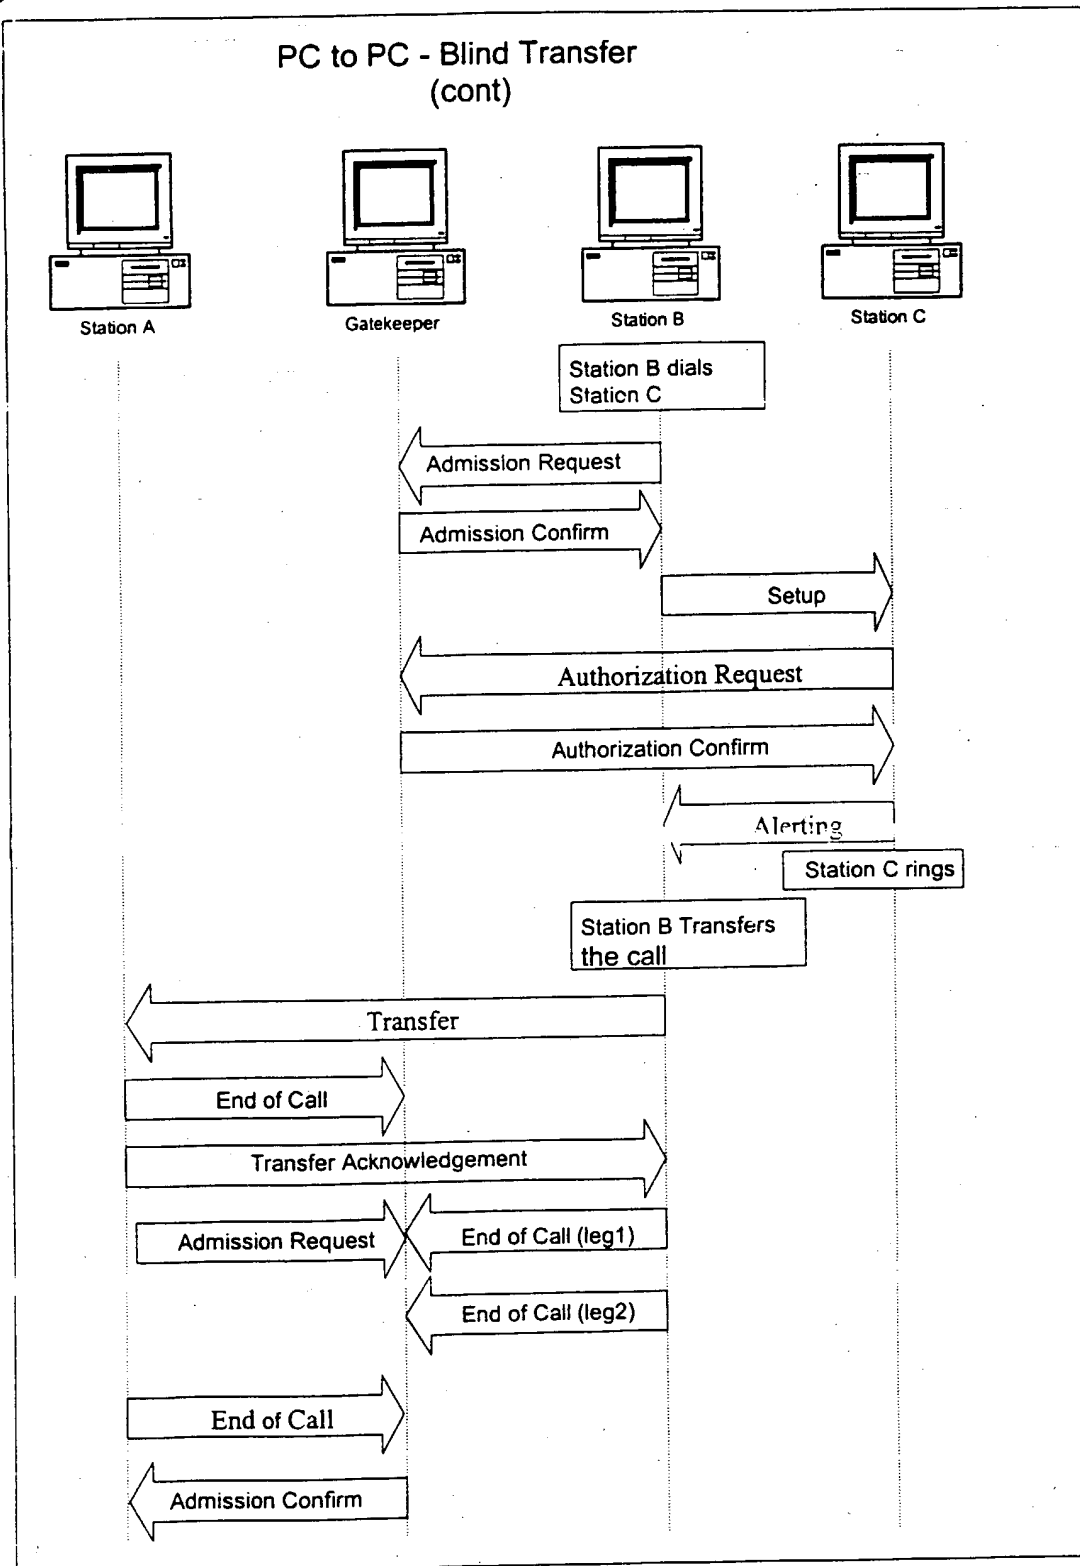 PC to PC - Blind Transfer
(cont)
Station A
Gatekeeper
Station B
Station C
Station B dials
Station C
Admission Request
Admission Confirm
Setup
Authorization Request
Authorization Confirm
Alerting
Station C rings
Station B Transfers
the call
Transfer
End of Call
Transfer Acknowledgement
Admission Request
End of Call (leg1)
End of Call (leg2)
End of Call
Admission Confirm